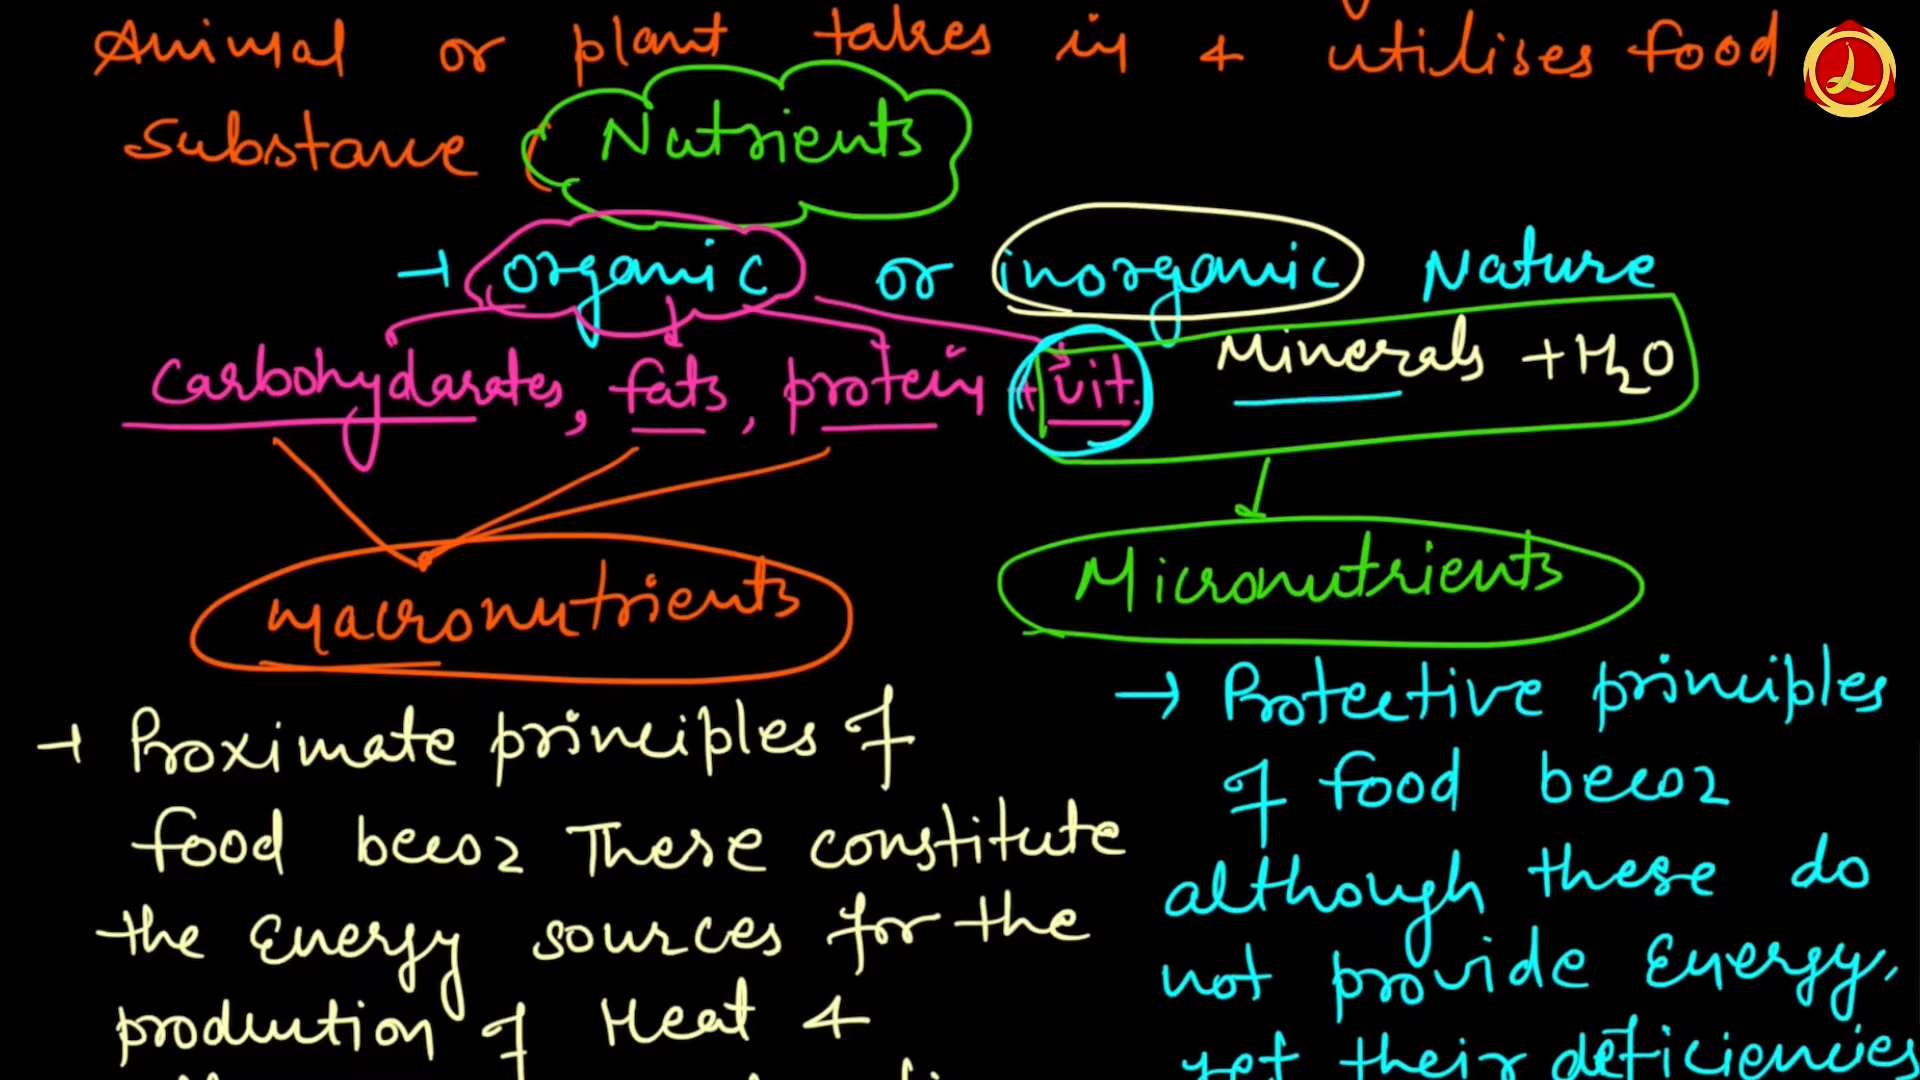 Animal or plant takes in & utilises food
Substance (Nutrients
→ organic or inorganic Nature
Carbohydarates, fats, protein + vit. Minerals + H2O
macronutrients Micronutrients
→ Proximate principles of
food becoz These constitute
the Energy sources for the
production of Heat &
→ Protective principles
of food becoz
although these do
not provide Energy,
yet their deficiencies